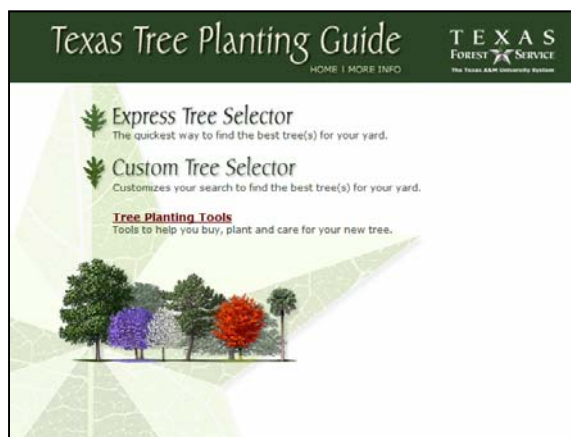 Texas Tree Planting Guide
HOME | MORE INFO
TEXAS
FOREST SERVICE
The Texas A&M University System
Express Tree Selector
The quickest way to find the best tree(s) for your yard.
Custom Tree Selector
Customizes your search to find the best tree(s) for your yard.
Tree Planting Tools
Tools to help you buy, plant and care for your new tree.